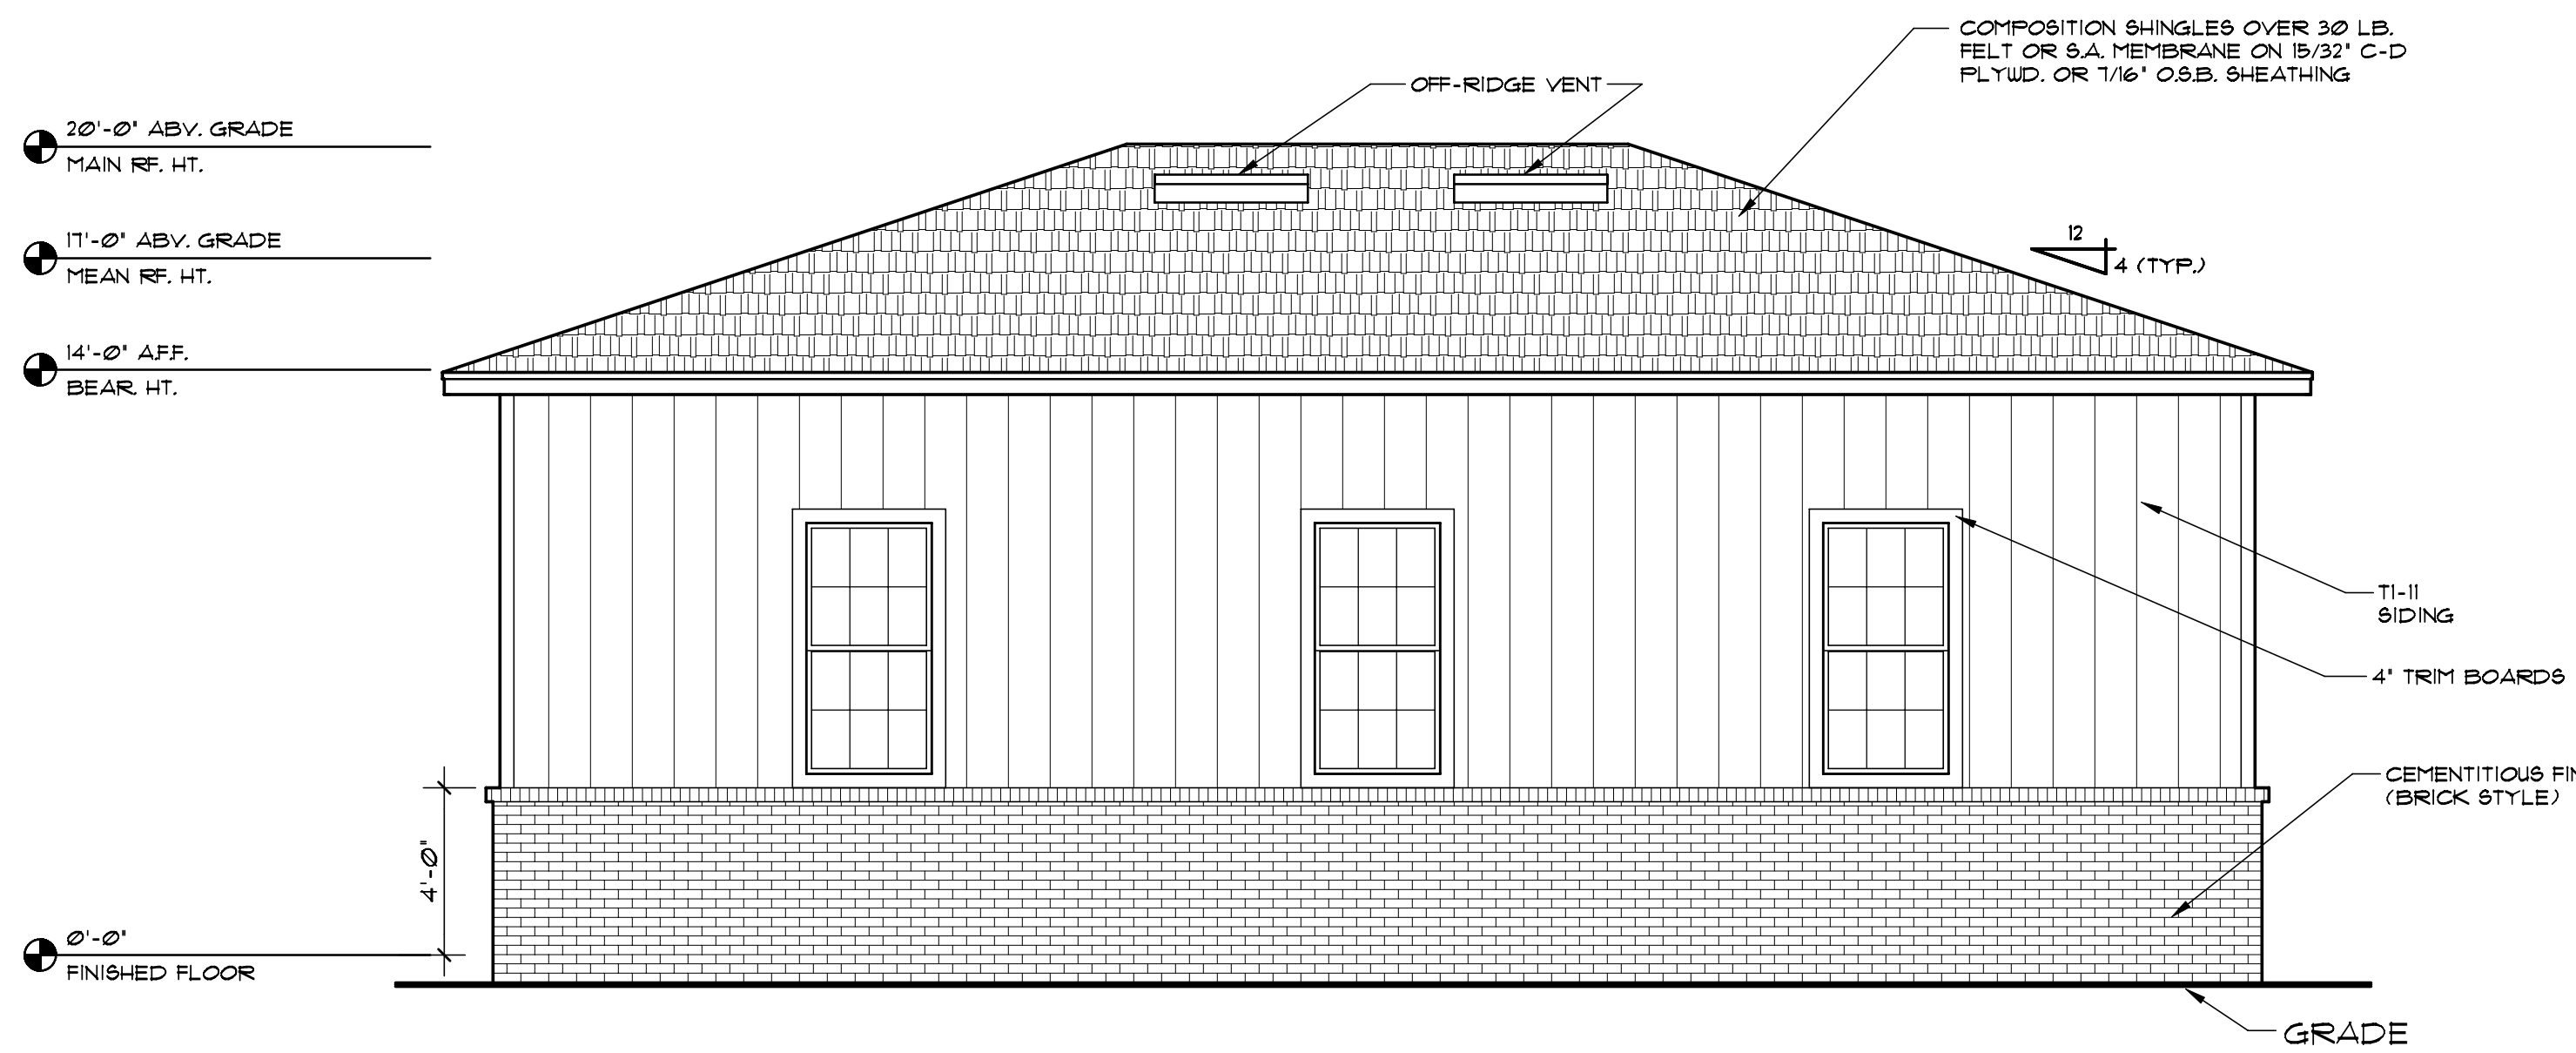 COMPOSITION SHINGLES OVER 30 LB.
FELT OR S.A. MEMBRANE ON 15/32" C-D
PLYWD. OR 7/16" O.S.B. SHEATHING
OFF-RIDGE VENT
20'-0" ABV. GRADE
MAIN RF. HT.
17'-0" ABV. GRADE
MEAN RF. HT.
12
4 (TYP.)
14'-0" A.F.F.
BEAR. HT.
T1-11
SIDING
4" TRIM BOARDS
CEMENTITIOUS FIN
(BRICK STYLE)
4'-0"
0'-0"
FINISHED FLOOR
GRADE